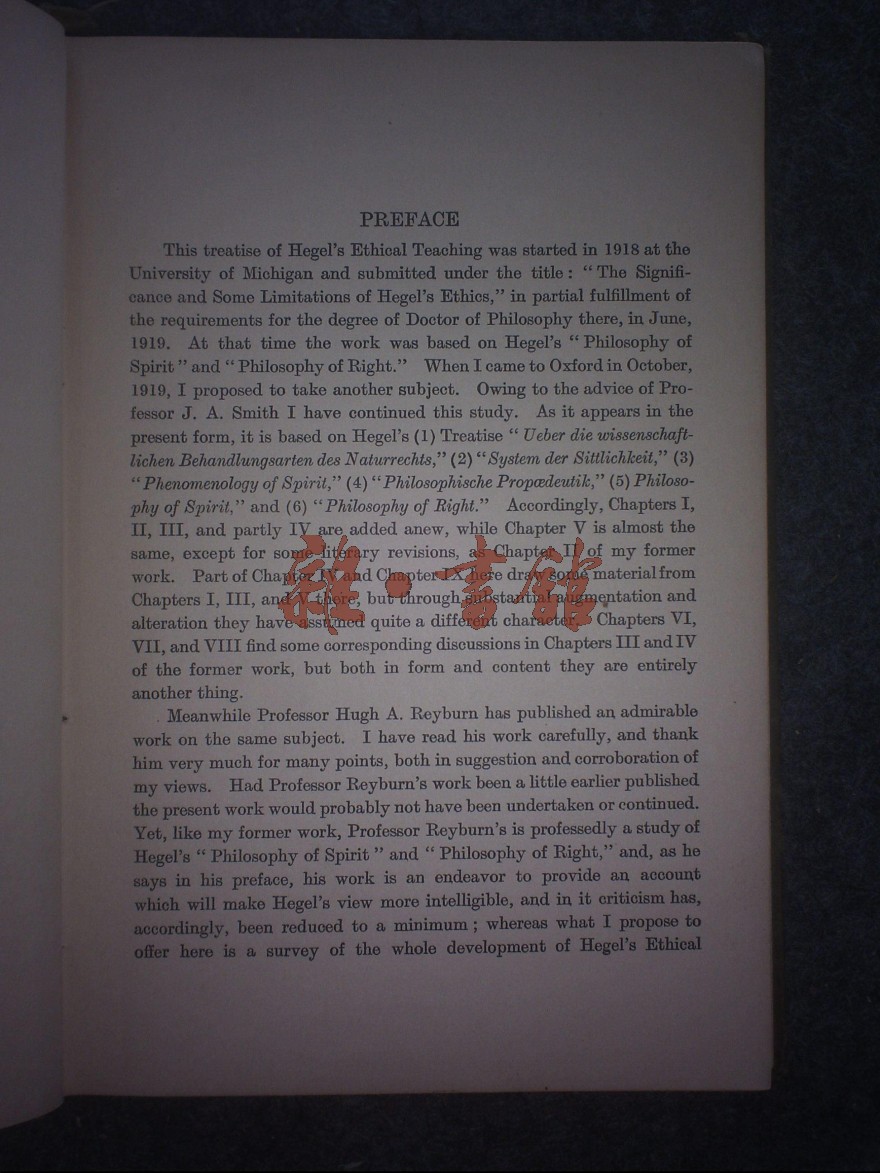 PREFACE
This treatise of Hegel's Ethical Teaching was started in 1918 at the
University of Michigan and submitted under the title: "The Signifi-
cance and Some Limitations of Hegel's Ethics," in partial fulfillment of
the requirements for the degree of Doctor of Philosophy there, in June,
1919. At that time the work was based on Hegel's "Philosophy of
Spirit" and "Philosophy of Right." When I came to Oxford in October,
1919, I proposed to take another subject. Owing to the advice of Pro-
fessor J. A. Smith I have continued this study. As it appears in the
present form, it is based on Hegel's (1) Treatise "Ueber die wissenschaft-
lichen Behandlungsarten des Naturrechts," (2) "System der Sittlichkeit," (3)
"Phenomenology of Spirit," (4) "Philosophische Propædeutik," (5) Philoso-
phy of Spirit," and (6) "Philosophy of Right." Accordingly, Chapters I,
II, III, and partly IV are added anew, while Chapter V is almost the
same, except for some literary revisions, as Chapter II of my former
work. Part of Chapter IV and Chapter IX here draw some material from
Chapters I, III, and V there, but through substantial augmentation and
alteration they have assumed quite a different character. Chapters VI,
VII, and VIII find some corresponding discussions in Chapters III and IV
of the former work, but both in form and content they are entirely
another thing.
Meanwhile Professor Hugh A. Reyburn has published an admirable
work on the same subject. I have read his work carefully, and thank
him very much for many points, both in suggestion and corroboration of
my views. Had Professor Reyburn's work been a little earlier published
the present work would probably not have been undertaken or continued.
Yet, like my former work, Professor Reyburn's is professedly a study of
Hegel's "Philosophy of Spirit" and "Philosophy of Right," and, as he
says in his preface, his work is an endeavor to provide an account
which will make Hegel's view more intelligible, and in it criticism has,
accordingly, been reduced to a minimum; whereas what I propose to
offer here is a survey of the whole development of Hegel's Ethical
雜·書館